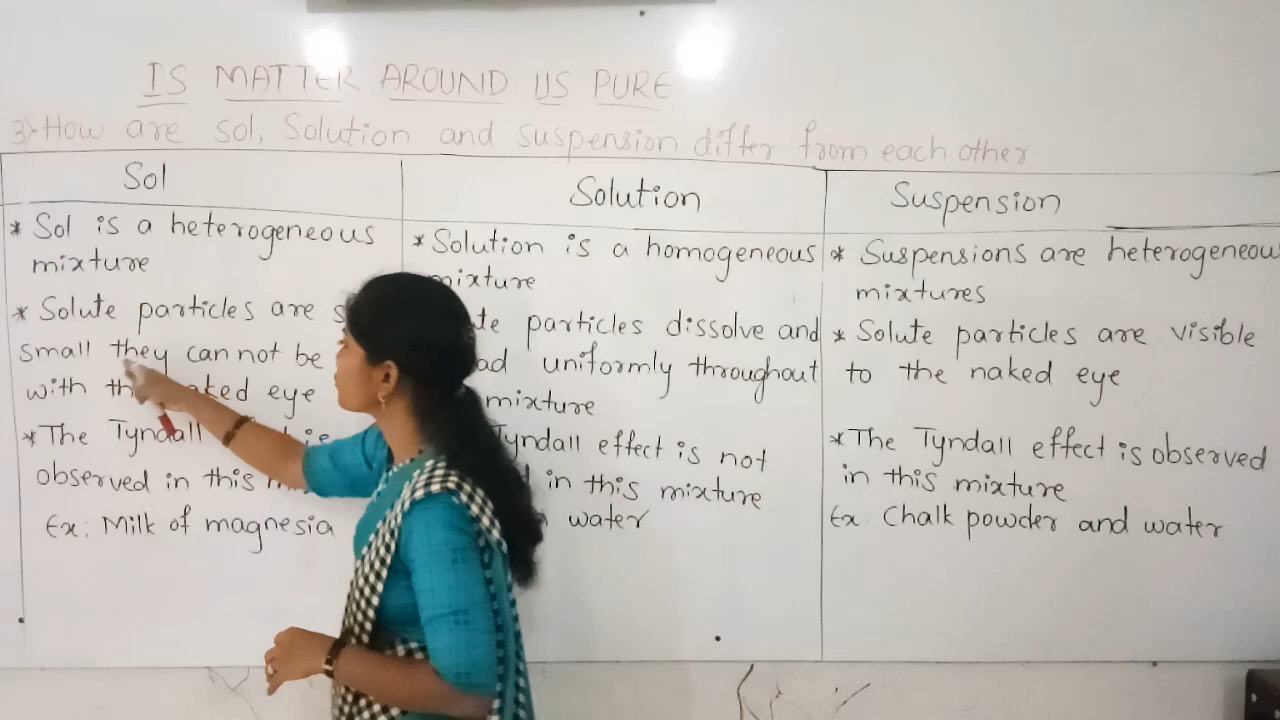 IS MATTER AROUND US PURE
3) How are sol, Solution and suspension differ from each other
Sol
* Sol is a heterogeneous
mixture
* Solute particles are
small they can not be
with eye
* The Tyndall
observed in this
Ex: Milk of magnesia
Solution
* Solution is a homogeneous
mixture
particles dissolve and
uniformly throughout
mixture
Tyndall effect is not
in this mixture
water
Suspension
* Suspensions are heterogeneou
mixtures
* Solute particles are visible
to the naked eye
* The Tyndall effect is observed
in this mixture
Ex. Chalk powder and water